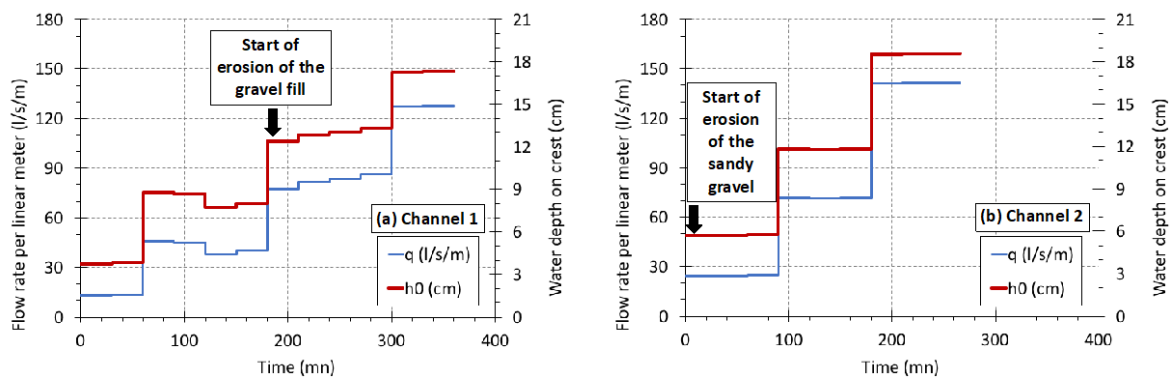 180
150
120
90
60
30
0
Flow rate per linear meter (l/s/m)
Start of
erosion of the
gravel fill
(a) Channel 1
q (l/s/m)
h0 (cm)
21
18
15
12
9
6
3
0
Water depth on crest (cm)
0
100
200
300
400
Time (mn)
180
150
120
90
60
30
0
Flow rate per linear meter (l/s/m)
Start of
erosion
of the
sandy
gravel
(b) Channel 2
q (l/s/m)
h0 (cm)
21
18
15
12
9
6
3
0
Water depth on crest (cm)
0
100
200
300
400
Time (mn)